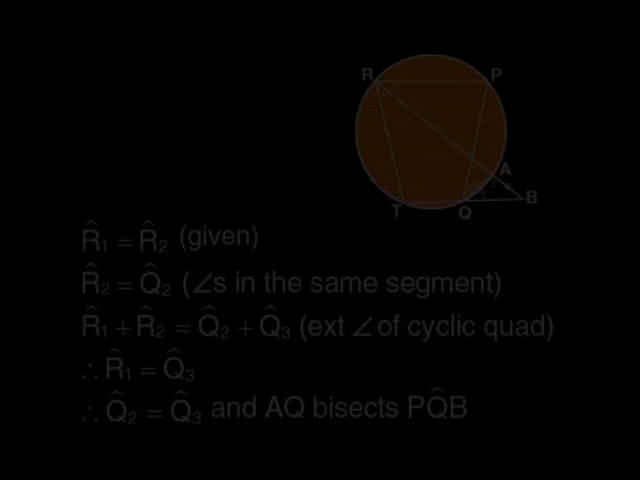 R P
A
B
T Q
R̂₁ = R̂₂ (given)
R̂₂ = Q̂₂ (∠s in the same segment)
R̂₁ + R̂₂ = Q̂₂ + Q̂₃ (ext ∠ of cyclic quad)
∴ R̂₁ = Q̂₃
∴ Q̂₂ = Q̂₃ and AQ bisects PQ̂B